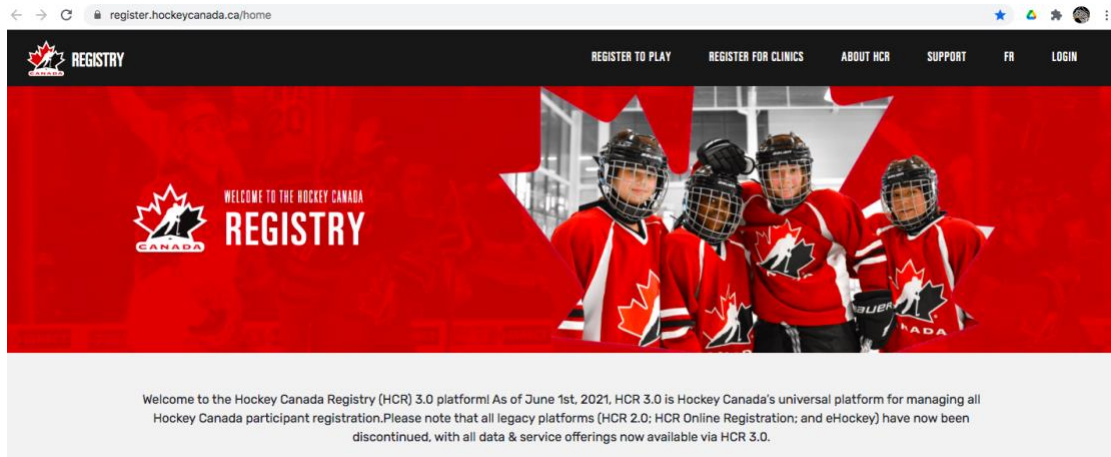 register.hockeycanada.ca/home
CANADA REGISTRY REGISTER TO PLAY REGISTER FOR CLINICS ABOUT HCR SUPPORT FR LOGIN
WELCOME TO THE HOCKEY CANADA
REGISTRY
CANADA
BAUER
NADA
Welcome to the Hockey Canada Registry (HCR) 3.0 platform! As of June 1st, 2021, HCR 3.0 is Hockey Canada's universal platform for managing all
Hockey Canada participant registration.Please note that all legacy platforms (HCR 2.0; HCR Online Registration; and eHockey) have now been
discontinued, with all data & service offerings now available via HCR 3.0.